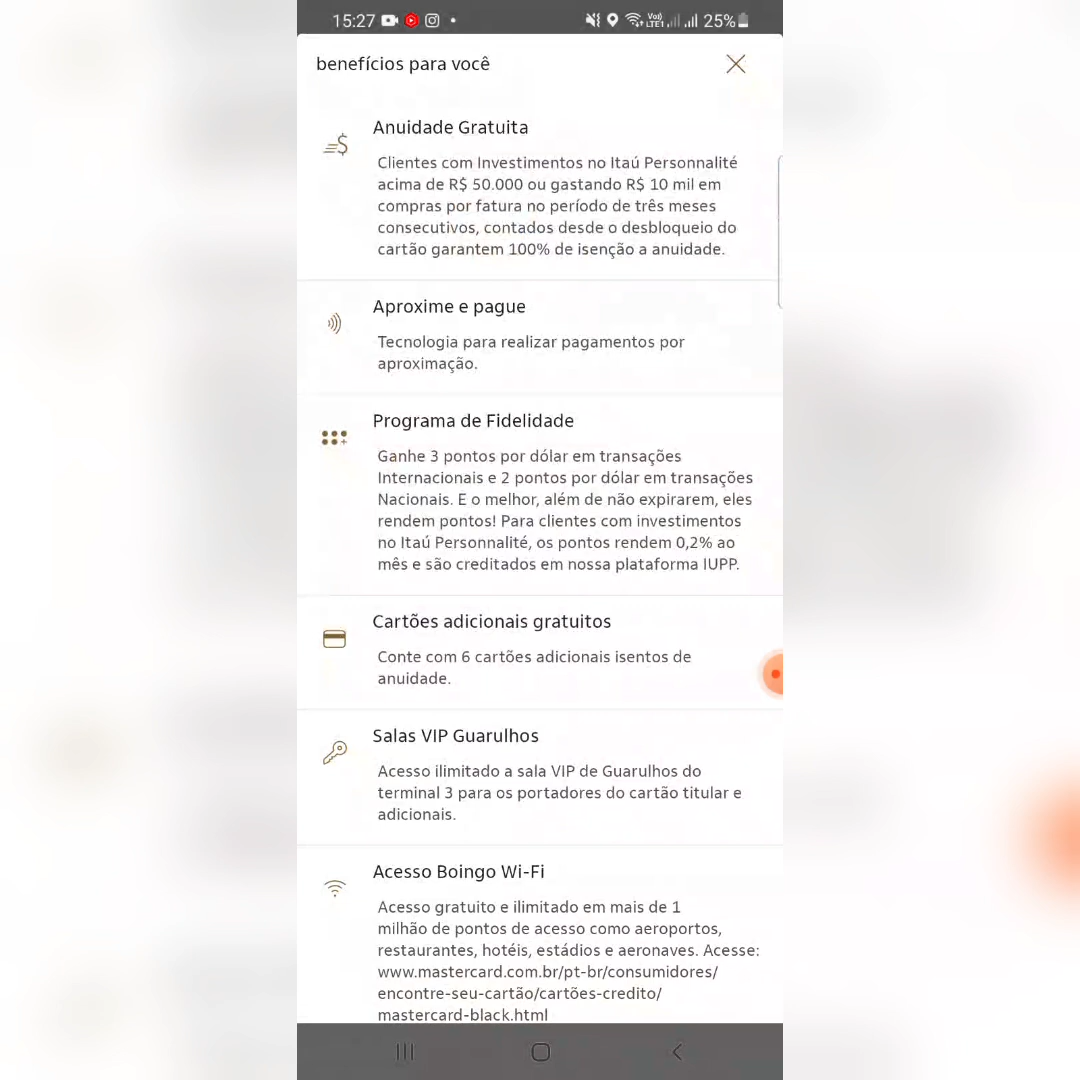 15:27
Vo))
LTE1
25%
benefícios para você
Anuidade Gratuita
Clientes com Investimentos no Itaú Personnalité
acima de R$ 50.000 ou gastando R$ 10 mil em
compras por fatura no período de três meses
consecutivos, contados desde o desbloqueio do
cartão garantem 100% de isenção a anuidade.
Aproxime e pague
Tecnologia para realizar pagamentos por
aproximação.
Programa de Fidelidade
Ganhe 3 pontos por dólar em transações
Internacionais e 2 pontos por dólar em transações
Nacionais. E o melhor, além de não expirarem, eles
rendem pontos! Para clientes com investimentos
no Itaú Personnalité, os pontos rendem 0,2% ao
mês e são creditados em nossa plataforma IUPP.
Cartões adicionais gratuitos
Conte com 6 cartões adicionais isentos de
anuidade.
Salas VIP Guarulhos
Acesso ilimitado a sala VIP de Guarulhos do
terminal 3 para os portadores do cartão titular e
adicionais.
Acesso Boingo Wi-Fi
Acesso gratuito e ilimitado em mais de 1
milhão de pontos de acesso como aeroportos,
restaurantes, hotéis, estádios e aeronaves. Acesse:
www.mastercard.com.br/pt-br/consumidores/
encontre-seu-cartão/cartões-credito/
mastercard-black.html